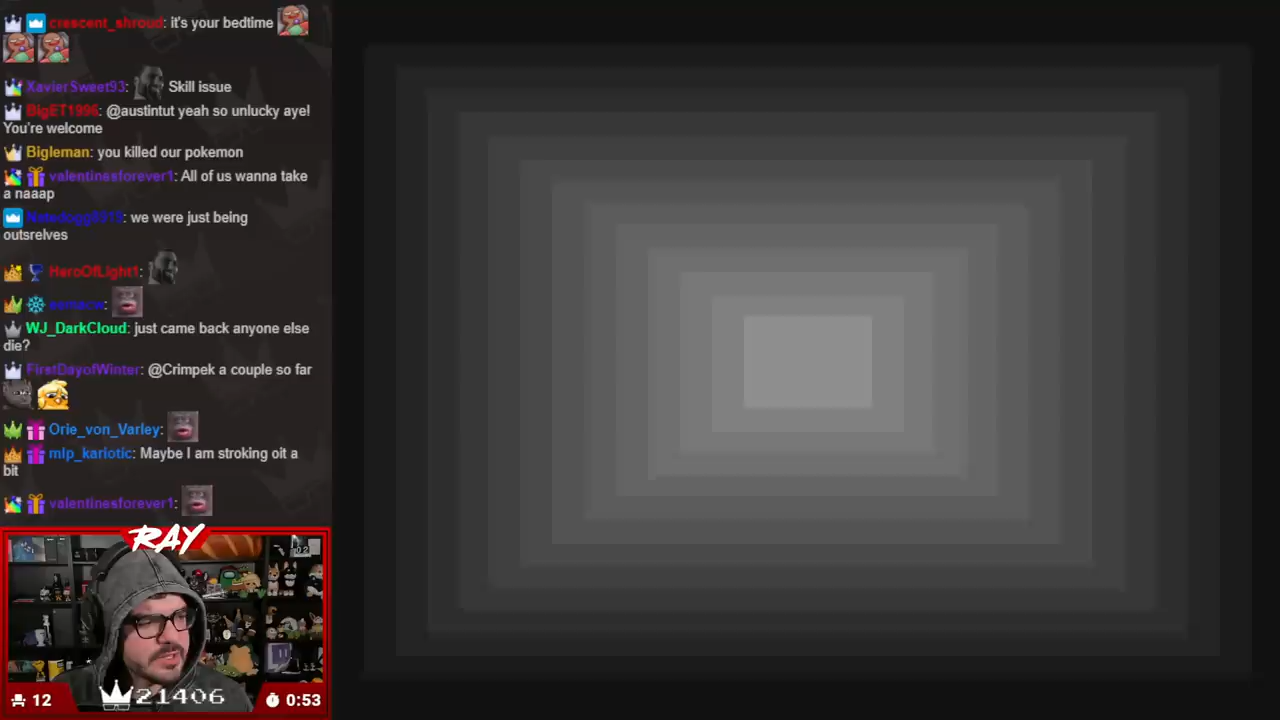 crescent_shroud: it's your bedtime
XavierSweet93: Skill issue
BigET1996: @austintut yeah so unlucky aye!
You're welcome
Bigleman: you killed our pokemon
valentinesforever1: All of us wanna take
a naaap
we were just being
outsrelves
HeroOfLight1:
WJ_DarkCloud: just came back anyone else
die?
FirstDayofWinter: @Crimpek a couple so far
Orie_von_Varley:
mlp_kariotic: Maybe I am stroking oit a
bit
valentinesforever1:
RAY
12
21406
0:53